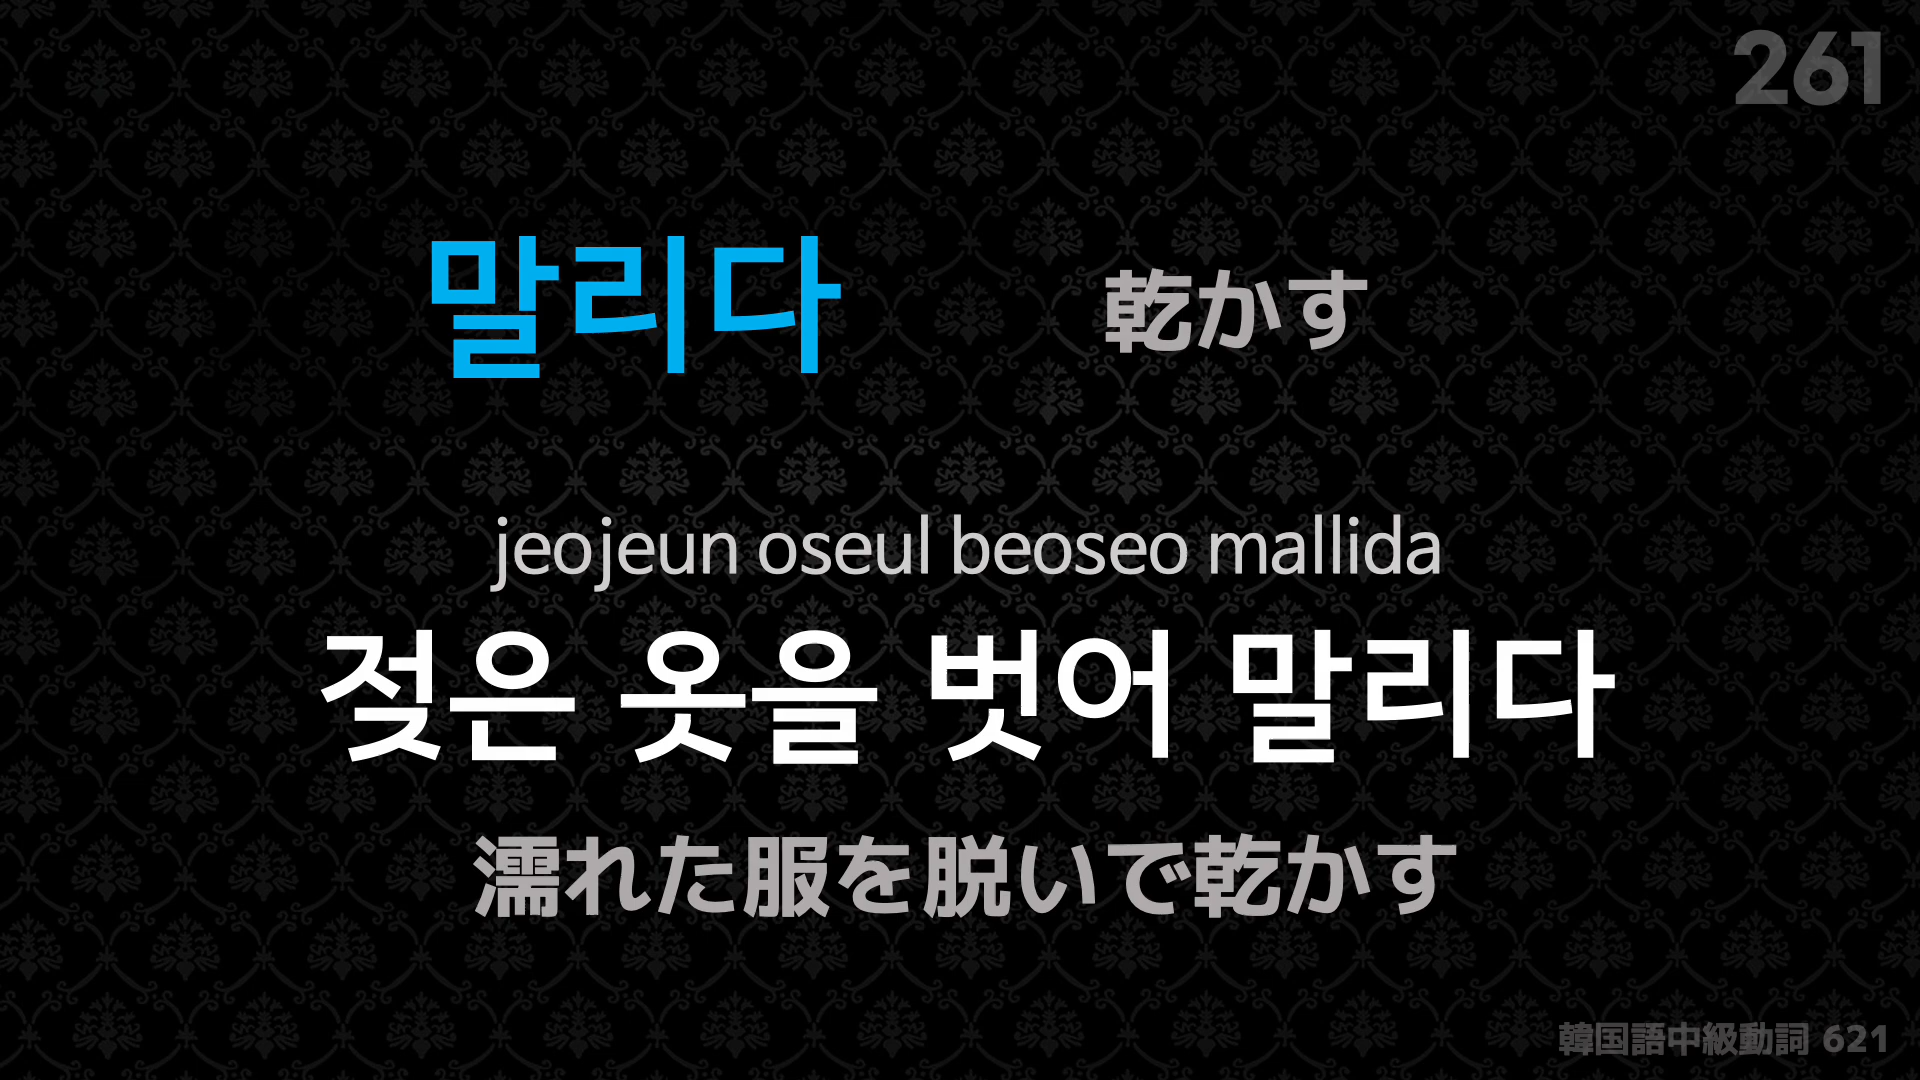 261
말리다 乾かす
jeojeun oseul beoseo mallida
젖은 옷을 벗어 말리다
濡れた服を脱いで乾かす
韓国語中級動詞 621